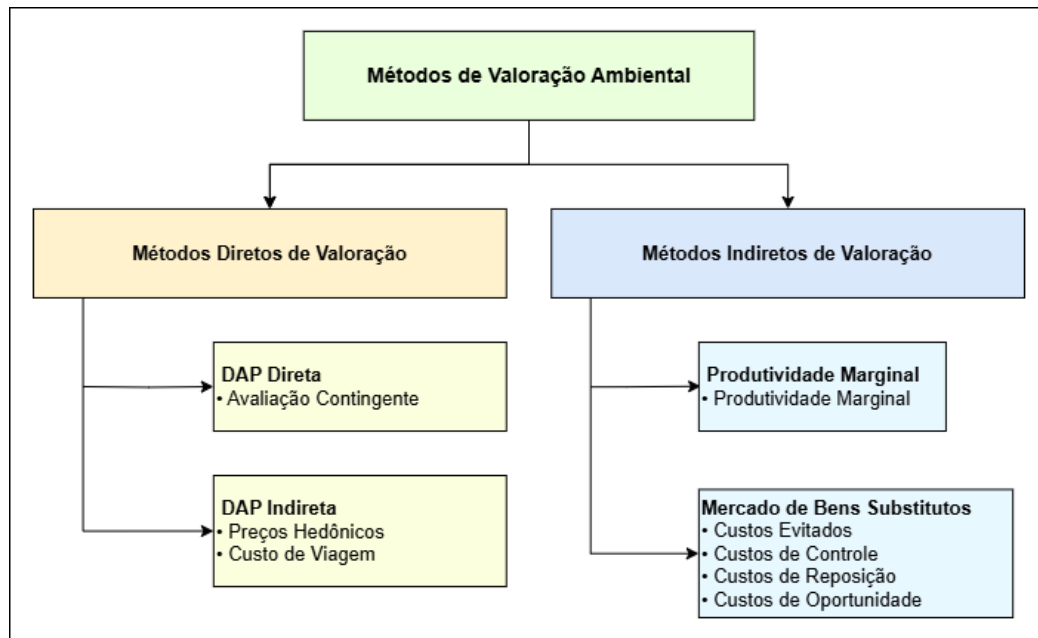 Métodos de Valoração Ambiental
Métodos Diretos de Valoração
DAP Direta
• Avaliação Contingente
DAP Indireta
• Preços Hedônicos
• Custo de Viagem
Métodos Indiretos de Valoração
Produtividade Marginal
• Produtividade Marginal
Mercado de Bens Substitutos
• Custos Evitados
• Custos de Controle
• Custos de Reposição
• Custos de Oportunidade